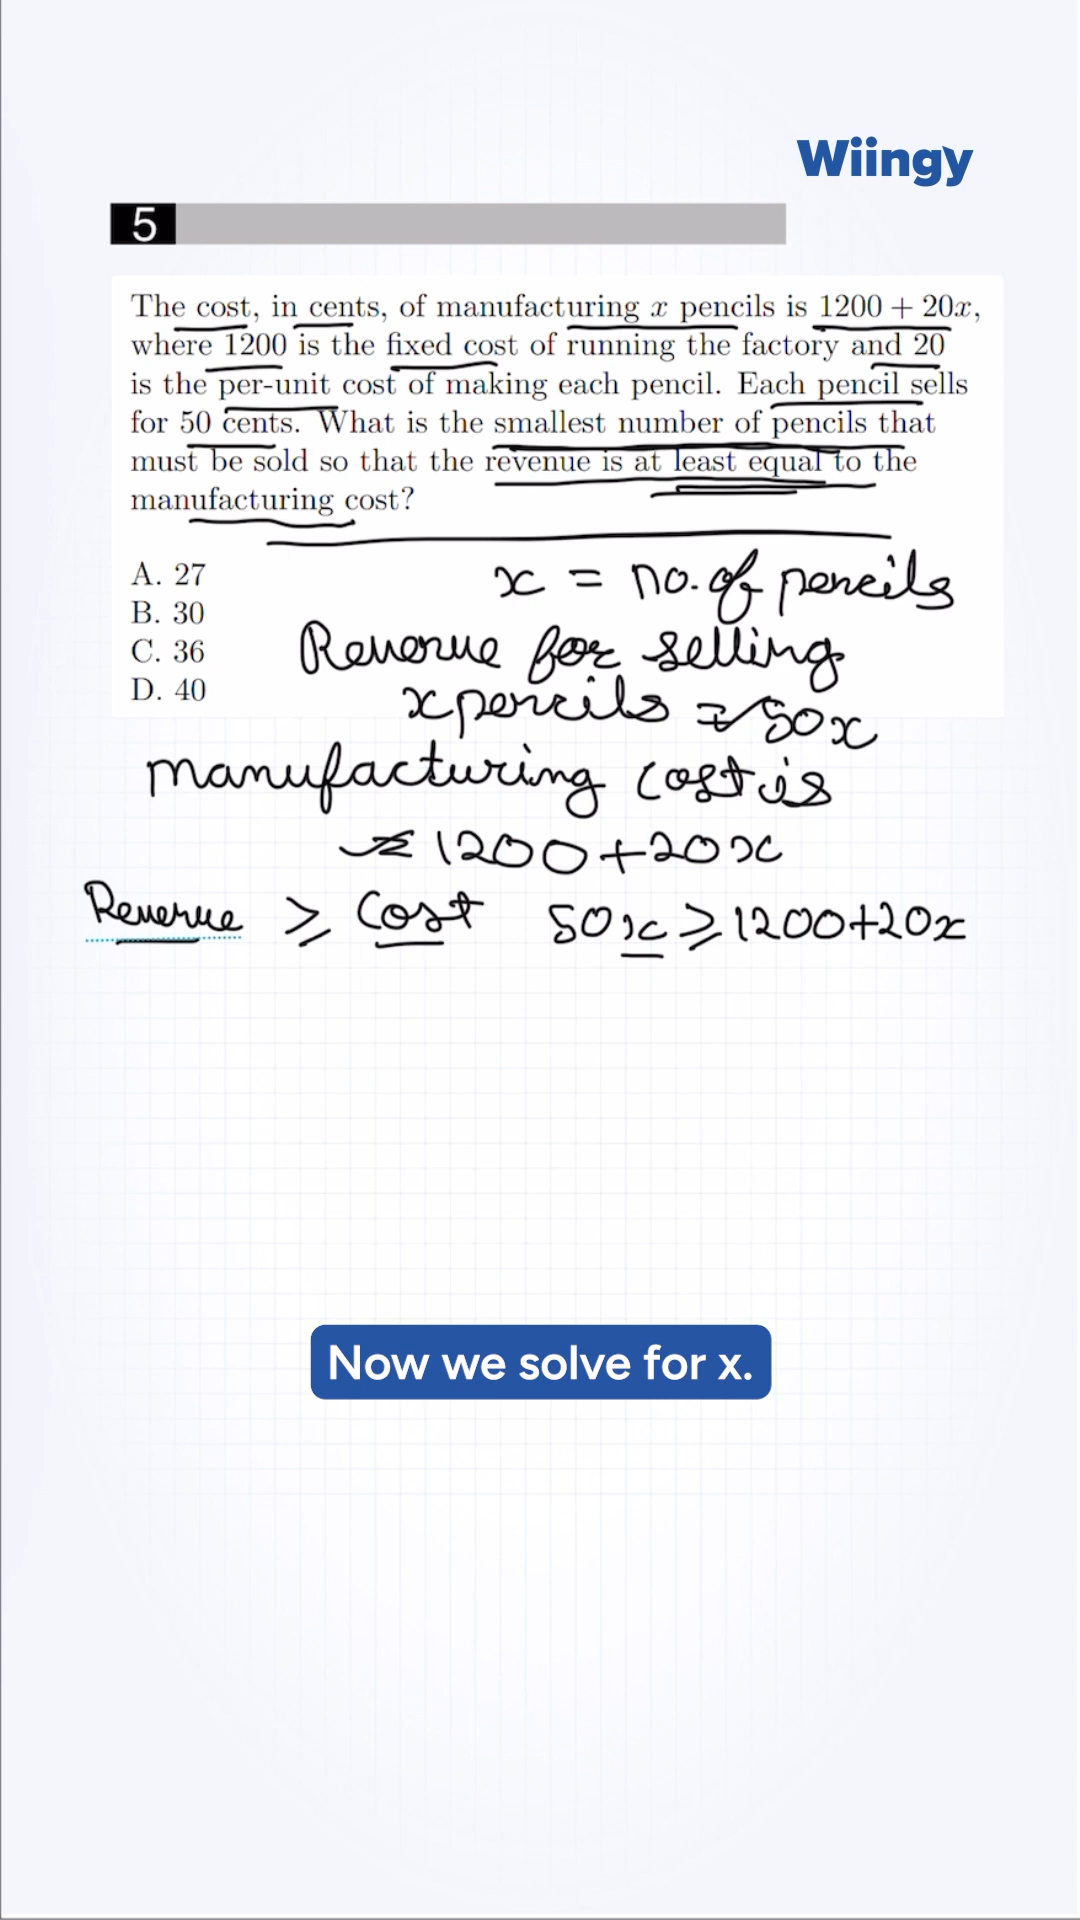 Wiingy
5
The cost, in cents, of manufacturing x pencils is 1200 + 20x,
where 1200 is the fixed cost of running the factory and 20
is the per-unit cost of making each pencil. Each pencil sells
for 50 cents. What is the smallest number of pencils that
must be sold so that the revenue is at least equal to the
manufacturing cost?
A. 27
B. 30
C. 36
D. 40
x = no. of pencils
Revenue for selling
x pencils = 50x
manufacturing cost is
= 1200+20x
Revenue ≥ Cost 50x ≥ 1200+20x
Now we solve for x.